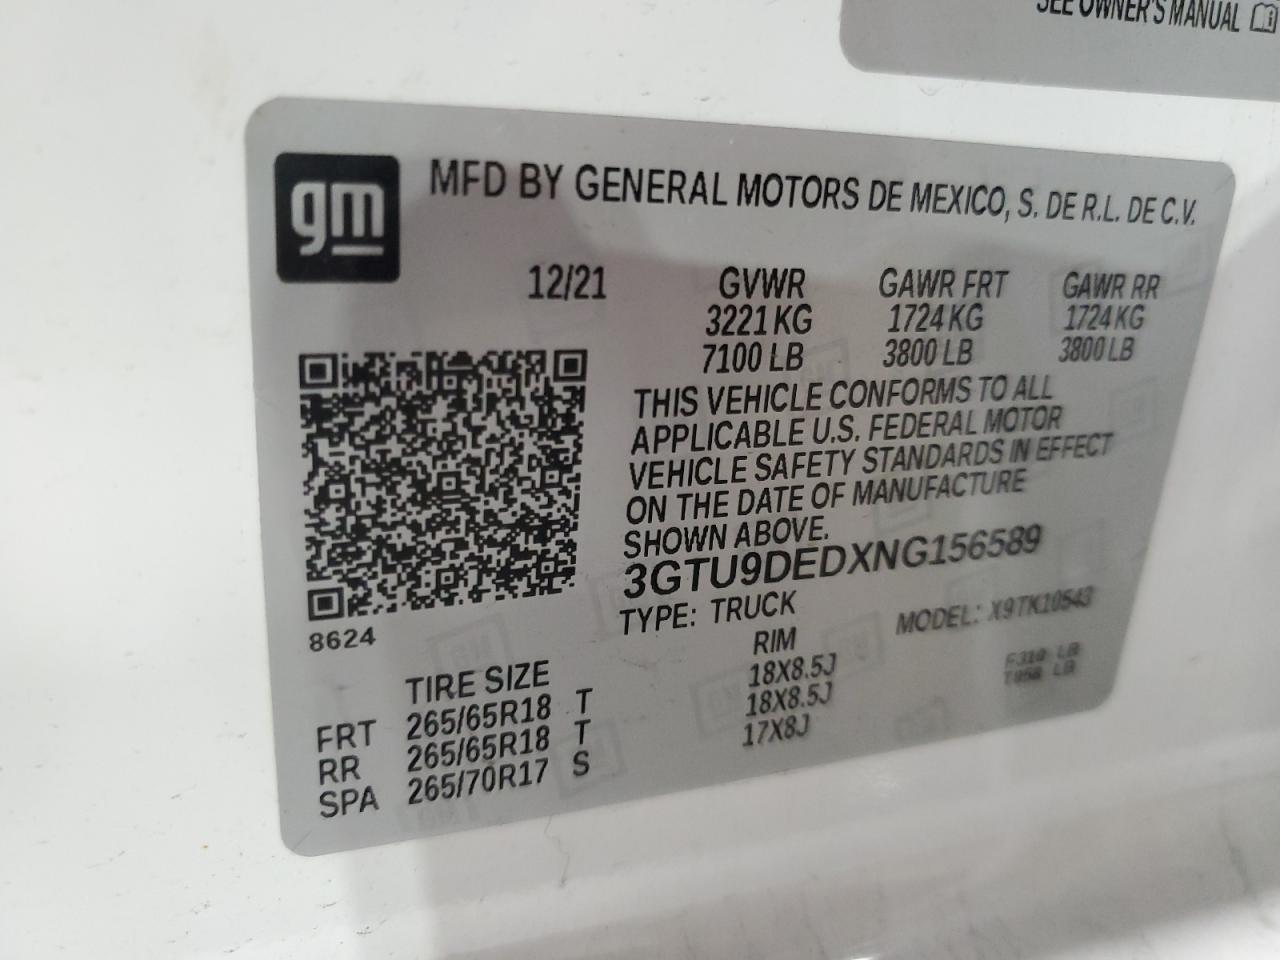 SEE OWNER'S MANUAL
gm
MFD BY GENERAL MOTORS DE MEXICO, S. DE R.L. DE C.V.
12/21 GVWR GAWR FRT GAWR RR
3221 KG 1724 KG 1724 KG
7100 LB 3800 LB 3800 LB
THIS VEHICLE CONFORMS TO ALL
APPLICABLE U.S. FEDERAL MOTOR
VEHICLE SAFETY STANDARDS IN EFFECT
ON THE DATE OF MANUFACTURE
SHOWN ABOVE.
3GTU9DEDXNG156589
TYPE: TRUCK MODEL: X9TK10543
8624
TIRE SIZE RIM
FRT 265/65R18 T 18X8.5J
RR 265/65R18 T 18X8.5J
SPA 265/70R17 S 17X8J
LB
LB